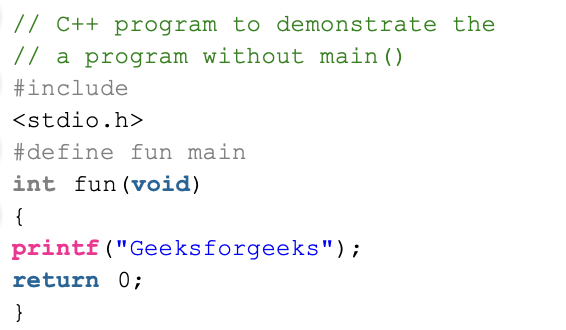 // C++ program to demonstrate the
// a program without main()
#include
<stdio.h>
#define fun main
int fun(void)
{
printf("Geeksforgeeks");
return 0;
}